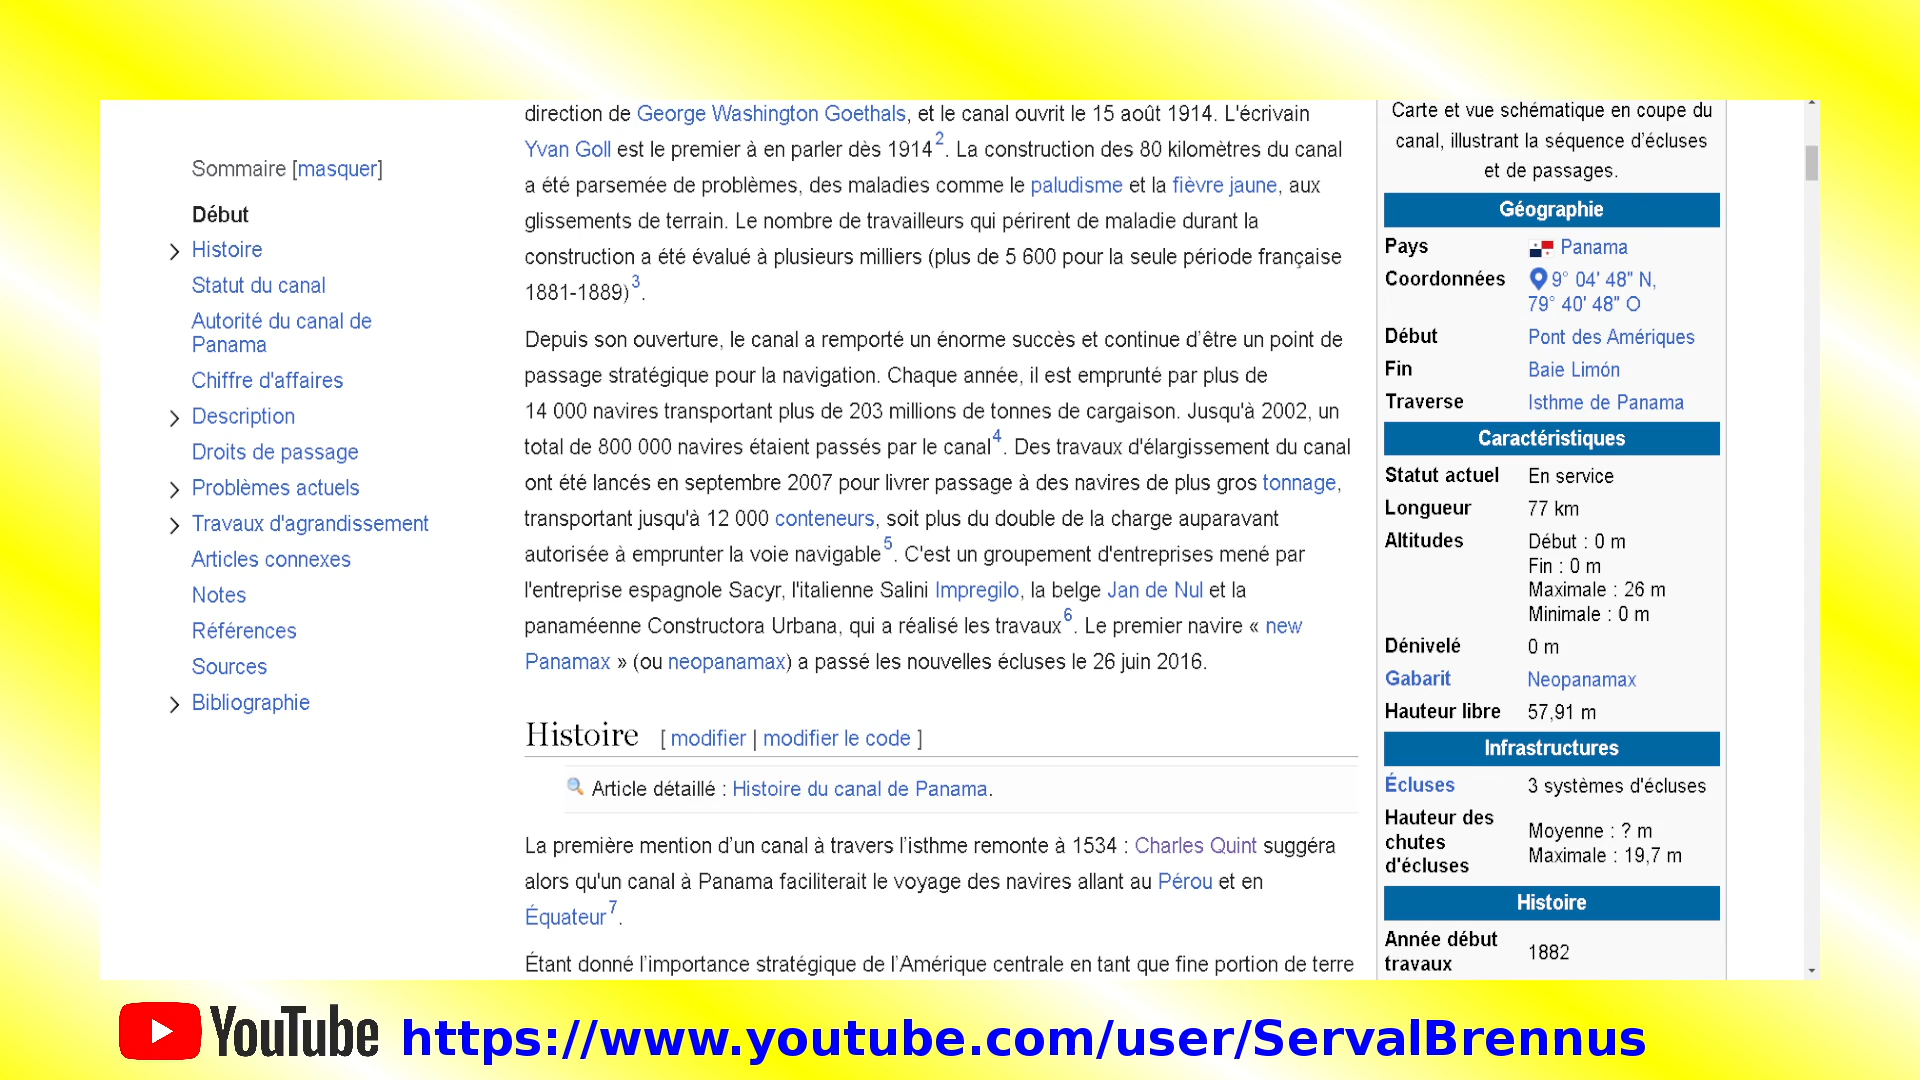 Sommaire [masquer]
Début
Histoire
Statut du canal
Autorité du canal de
Panama
Chiffre d'affaires
Description
Droits de passage
Problèmes actuels
Travaux d'agrandissement
Articles connexes
Notes
Références
Sources
Bibliographie
direction de George Washington Goethals, et le canal ouvrit le 15 août 1914. L'écrivain
Yvan Goll est le premier à en parler dès 1914 2. La construction des 80 kilomètres du canal
a été parsemée de problèmes, des maladies comme le paludisme et la fièvre jaune, aux
glissements de terrain. Le nombre de travailleurs qui périrent de maladie durant la
construction a été évalué à plusieurs milliers (plus de 5 600 pour la seule période française
1881-1889) 3.
Depuis son ouverture, le canal a remporté un énorme succès et continue d’être un point de
passage stratégique pour la navigation. Chaque année, il est emprunté par plus de
14 000 navires transportant plus de 203 millions de tonnes de cargaison. Jusqu'à 2002, un
total de 800 000 navires étaient passés par le canal 4. Des travaux d'élargissement du canal
ont été lancés en septembre 2007 pour livrer passage à des navires de plus gros tonnage,
transportant jusqu'à 12 000 conteneurs, soit plus du double de la charge auparavant
autorisée à emprunter la voie navigable 5. C'est un groupement d'entreprises mené par
l'entreprise espagnole Sacyr, l'italienne Salini Impregilo, la belge Jan de Nul et la
panaméenne Constructora Urbana, qui a réalisé les travaux 6. Le premier navire « new
Panamax » (ou neopanamax) a passé les nouvelles écluses le 26 juin 2016.
Histoire [ modifier | modifier le code ]
Article détaillé : Histoire du canal de Panama.
La première mention d’un canal à travers l’isthme remonte à 1534 : Charles Quint suggéra
alors qu'un canal à Panama faciliterait le voyage des navires allant au Pérou et en
Équateur 7.
Étant donné l’importance stratégique de l’Amérique centrale en tant que fine portion de terre
Carte et vue schématique en coupe du
canal, illustrant la séquence d’écluses
et de passages.
Géographie
Pays Panama
Coordonnées 9° 04′ 48″ N,
79° 40′ 48″ O
Début Pont des Amériques
Fin Baie Limón
Traverse Isthme de Panama
Caractéristiques
Statut actuel En service
Longueur 77 km
Altitudes Début : 0 m
Fin : 0 m
Maximale : 26 m
Minimale : 0 m
Dénivelé 0 m
Gabarit Neopanamax
Hauteur libre 57,91 m
Infrastructures
Écluses 3 systèmes d'écluses
Hauteur des
chutes
d'écluses
Moyenne : ? m
Maximale : 19,7 m
Histoire
Année début
travaux
1882
YouTube https://www.youtube.com/user/ServalBrennus